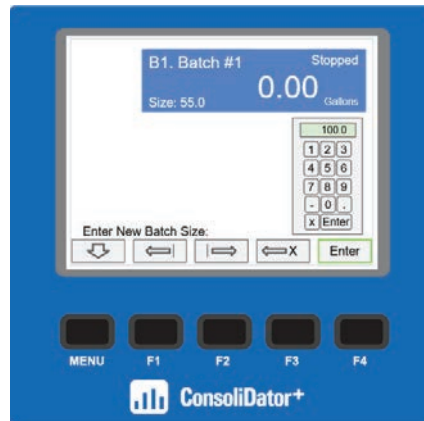 B1. Batch #1 Stopped
0.00
Size: 55.0 Gallons
100.0
1 2 3
4 5 6
7 8 9
- 0 .
x Enter
Enter New Batch Size:
X Enter
MENU F1 F2 F3 F4
ConsoliDator+